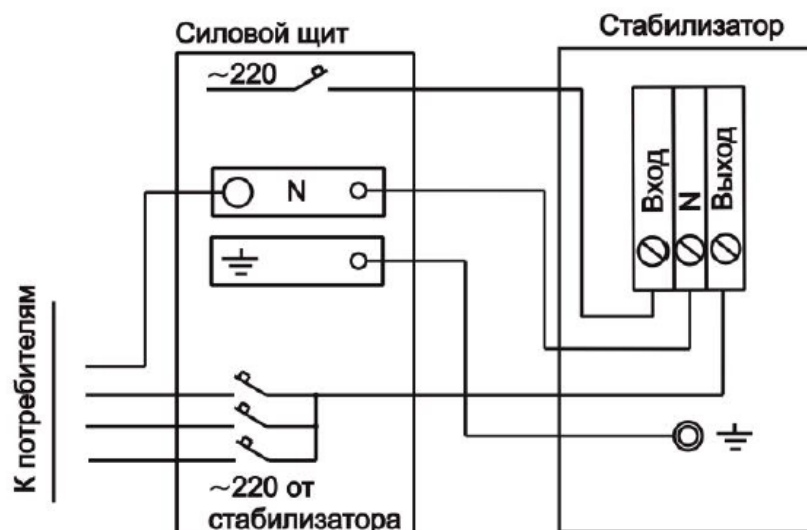 Силовой щит
Стабилизатор
~220
N
Вход
N
Выход
К потребителям
~220 от
стабилизатора